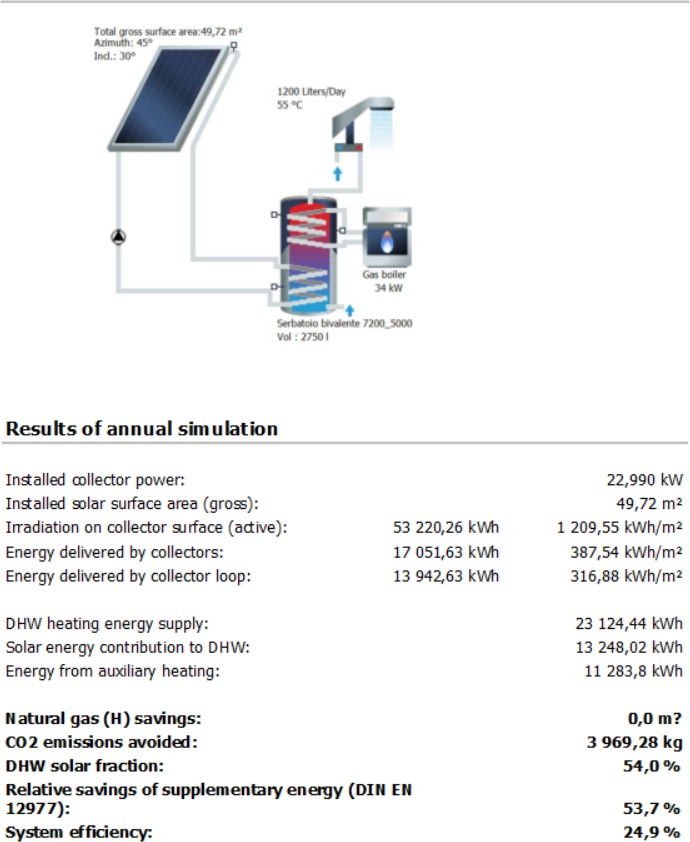 Total gross surface area:49,72 m²
Azimuth: 45°
Incl.: 30°
1200 Liters/Day
55 °C
Gas boiler
34 kW
Serbatoio bivalente 7200_5000
Vol : 2750 l
Results of annual simulation
Installed collector power: 22,990 kW
Installed solar surface area (gross): 49,72 m²
Irradiation on collector surface (active): 53 220,26 kWh 1 209,55 kWh/m²
Energy delivered by collectors: 17 051,63 kWh 387,54 kWh/m²
Energy delivered by collector loop: 13 942,63 kWh 316,88 kWh/m²
DHW heating energy supply: 23 124,44 kWh
Solar energy contribution to DHW: 13 248,02 kWh
Energy from auxiliary heating: 11 283,8 kWh
Natural gas (H) savings: 0,0 m?
CO2 emissions avoided: 3 969,28 kg
DHW solar fraction: 54,0 %
Relative savings of supplementary energy (DIN EN
12977): 53,7 %
System efficiency: 24,9 %